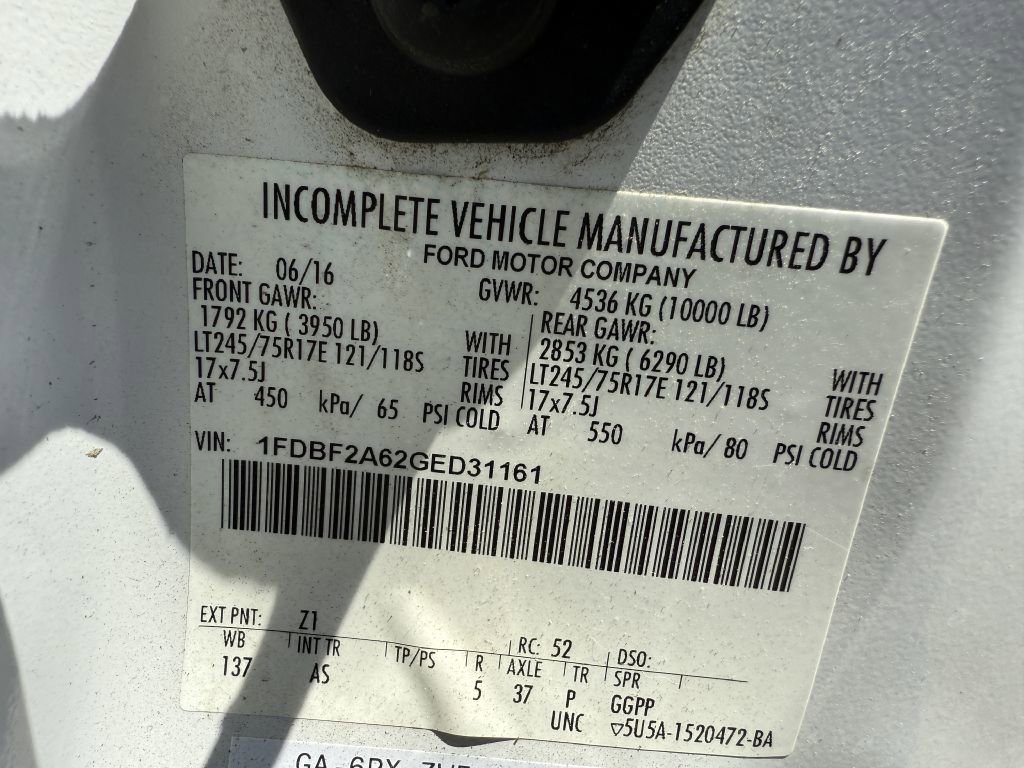 INCOMPLETE VEHICLE MANUFACTURED BY
FORD MOTOR COMPANY
DATE: 06/16 GVWR: 4536 KG (10000 LB)
FRONT GAWR: REAR GAWR:
1792 KG ( 3950 LB) WITH 2853 KG ( 6290 LB) WITH
LT245/75R17E 121/118S TIRES LT245/75R17E 121/118S TIRES
17x7.5J RIMS 17x7.5J RIMS
AT 450 kPa/ 65 PSI COLD AT 550 kPa/ 80 PSI COLD
VIN: 1FDBF2A62GED31161
EXT PNT: Z1 RC: 52 DSO:
WB INT TR TP/PS R AXLE TR SPR
137 AS 5 37 P GGPP
UNC ▽5U5A-1520472-BA